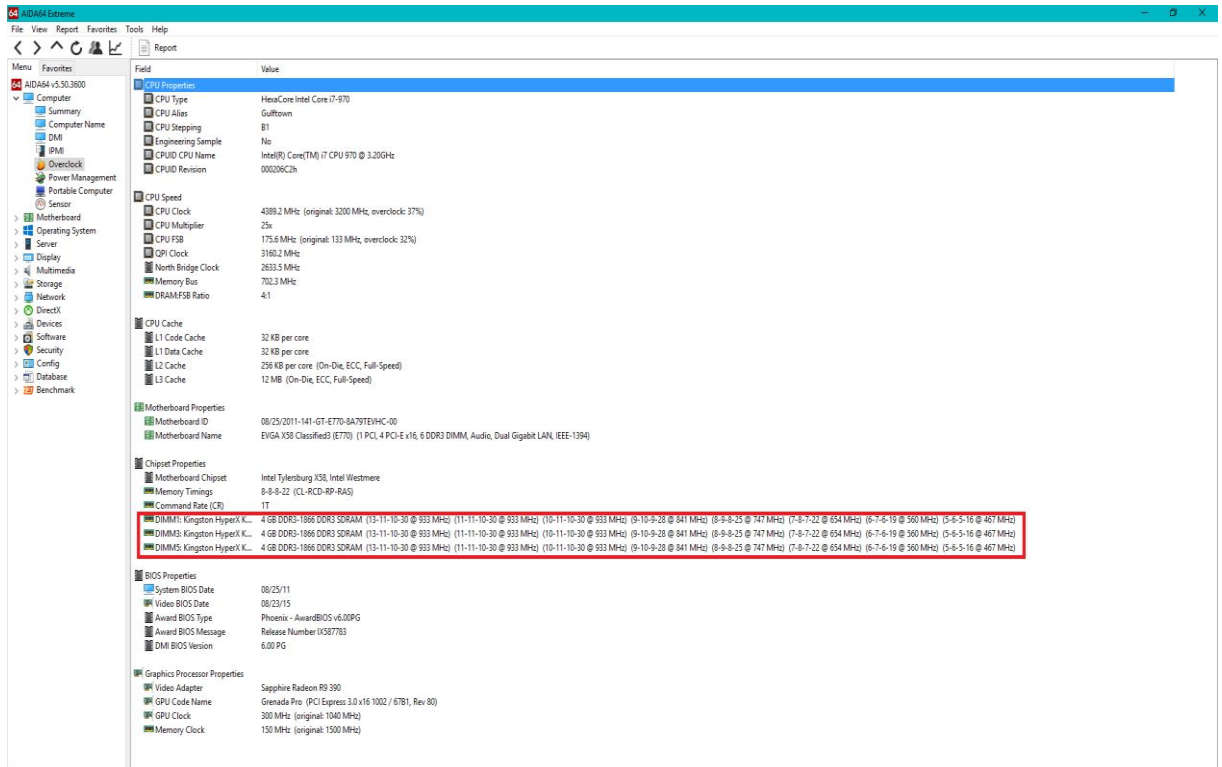 64 AIDA64 Extreme
File View Report Favorites Tools Help
Report
Menu Favorites
Field Value
64 AIDA64 v5.50.3600
Computer
Summary
Computer Name
DMI
IPMI
Overclock
Power Management
Portable Computer
Sensor
Motherboard
Operating System
Server
Display
Multimedia
Storage
Network
DirectX
Devices
Software
Security
Config
Database
Benchmark
CPU Properties
CPU Type HexaCore Intel Core i7-970
CPU Alias Gulftown
CPU Stepping B1
Engineering Sample No
CPUID CPU Name Intel(R) Core(TM) i7 CPU 970 @ 3.20GHz
CPUID Revision 000206C2h
CPU Speed
CPU Clock 4389.2 MHz (original: 3200 MHz, overclock: 37%)
CPU Multiplier 25x
CPU FSB 175.6 MHz (original: 133 MHz, overclock: 32%)
QPI Clock 3160.2 MHz
North Bridge Clock 2633.5 MHz
Memory Bus 702.3 MHz
DRAM:FSB Ratio 4:1
CPU Cache
L1 Code Cache 32 KB per core
L1 Data Cache 32 KB per core
L2 Cache 256 KB per core (On-Die, ECC, Full-Speed)
L3 Cache 12 MB (On-Die, ECC, Full-Speed)
Motherboard Properties
Motherboard ID 08/25/2011-141-GT-E770-8A79TEVHC-00
Motherboard Name EVGA X58 Classified3 (E770) (1 PCI, 4 PCI-E x16, 6 DDR3 DIMM, Audio, Dual Gigabit LAN, IEEE-1394)
Chipset Properties
Motherboard Chipset Intel Tylersburg X58, Intel Westmere
Memory Timings 8-8-8-22 (CL-RCD-RP-RAS)
Command Rate (CR) 1T
DIMM1: Kingston HyperX K... 4 GB DDR3-1866 DDR3 SDRAM (13-11-10-30 @ 933 MHz) (11-11-10-30 @ 933 MHz) (10-11-10-30 @ 933 MHz) (9-10-9-28 @ 841 MHz) (8-9-8-25 @ 747 MHz) (7-8-7-22 @ 654 MHz) (6-7-6-19 @ 560 MHz) (5-6-5-16 @ 467 MHz)
DIMM3: Kingston HyperX K... 4 GB DDR3-1866 DDR3 SDRAM (13-11-10-30 @ 933 MHz) (11-11-10-30 @ 933 MHz) (10-11-10-30 @ 933 MHz) (9-10-9-28 @ 841 MHz) (8-9-8-25 @ 747 MHz) (7-8-7-22 @ 654 MHz) (6-7-6-19 @ 560 MHz) (5-6-5-16 @ 467 MHz)
DIMM5: Kingston HyperX K... 4 GB DDR3-1866 DDR3 SDRAM (13-11-10-30 @ 933 MHz) (11-11-10-30 @ 933 MHz) (10-11-10-30 @ 933 MHz) (9-10-9-28 @ 841 MHz) (8-9-8-25 @ 747 MHz) (7-8-7-22 @ 654 MHz) (6-7-6-19 @ 560 MHz) (5-6-5-16 @ 467 MHz)
BIOS Properties
System BIOS Date 08/25/11
Video BIOS Date 08/23/15
Award BIOS Type Phoenix - AwardBIOS v6.00PG
Award BIOS Message Release Number IX587783
DMI BIOS Version 6.00 PG
Graphics Processor Properties
Video Adapter Sapphire Radeon R9 390
GPU Code Name Grenada Pro (PCI Express 3.0 x16 1002 / 67B1, Rev 80)
GPU Clock 300 MHz (original: 1040 MHz)
Memory Clock 150 MHz (original: 1500 MHz)